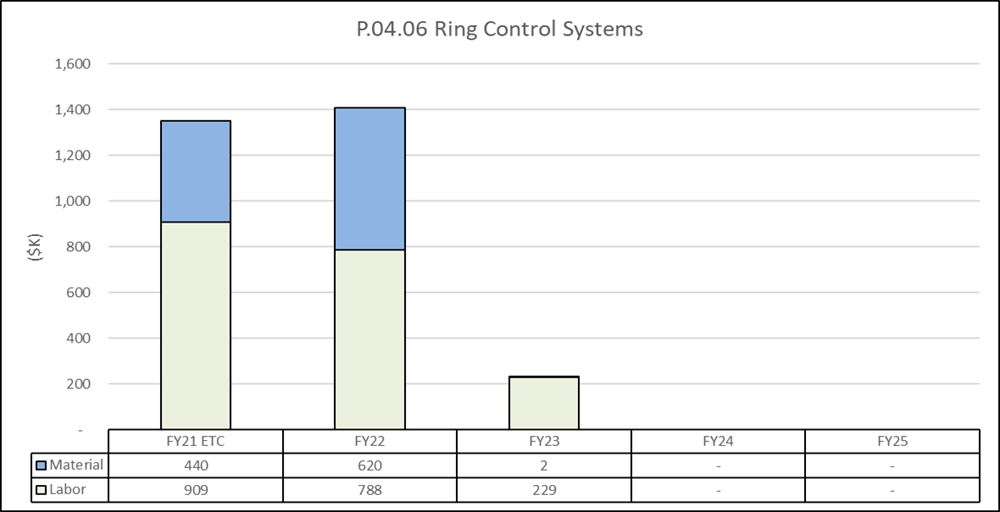 P.04.06 Ring Control Systems
1,600
1,400
1,200
1,000
800
600
400
200
-
($K)
FY21 ETC FY22 FY23 FY24 FY25
Material 440 620 2 - -
Labor 909 788 229 - -